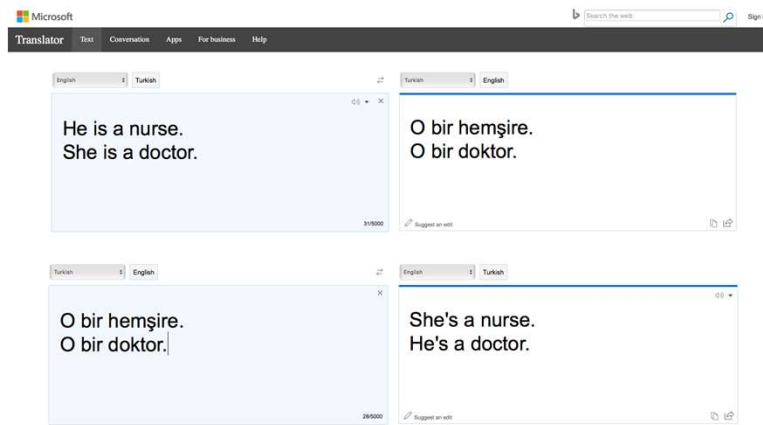 Microsoft
Search the web
Sign
Translator Text Conversation Apps For business Help
English Turkish
Turkish English
He is a nurse.
She is a doctor.
O bir hemşire.
O bir doktor.
31/5000
Suggest an edit
Turkish English
English Turkish
O bir hemşire.
O bir doktor.
She's a nurse.
He's a doctor.
28/5000
Suggest an edit